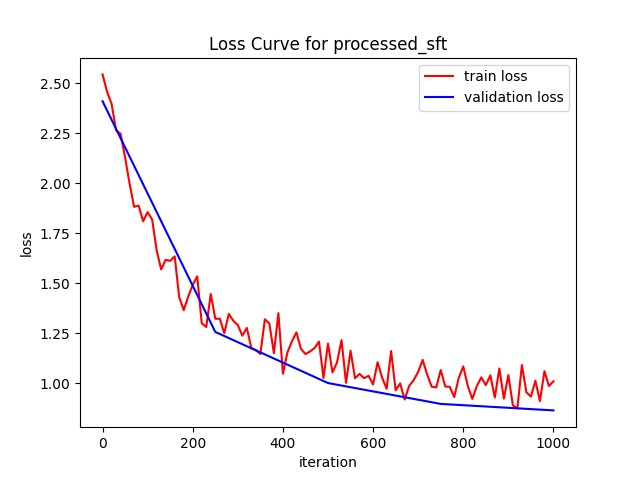 Loss Curve for processed_sft
train loss
validation loss
2.50
2.25
2.00
1.75
1.50
1.25
1.00
loss
0
200
400
600
800
1000
iteration